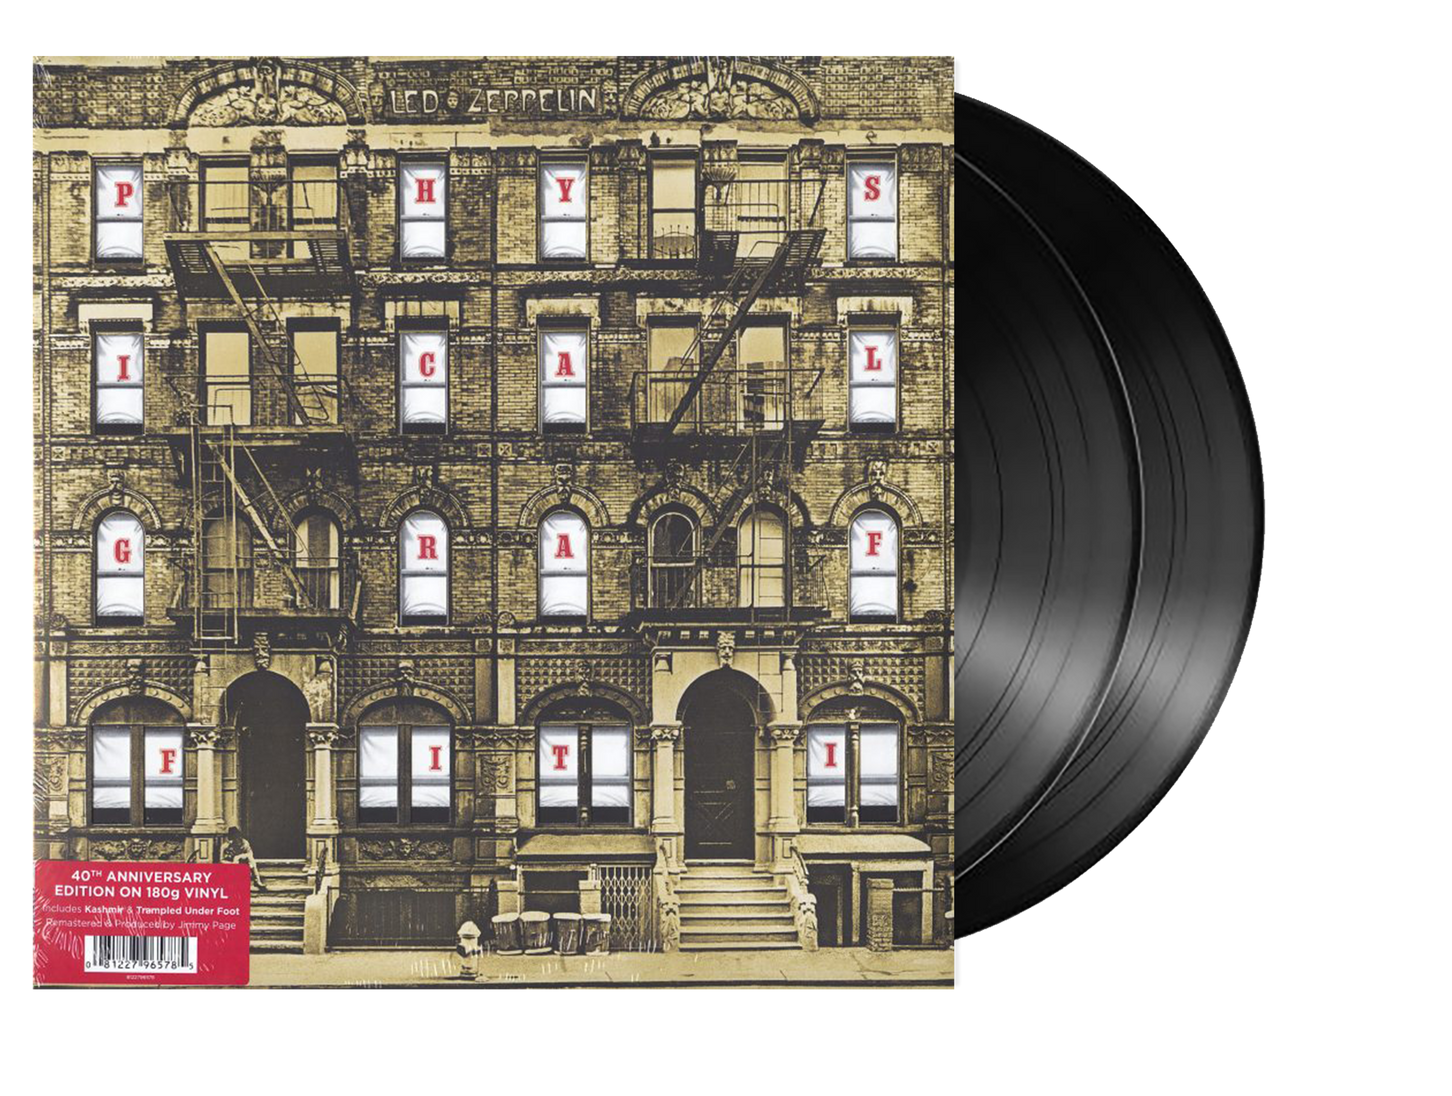 LED ZEPPELIN
P H Y S
I C A L
G R A F
F I T I
40TH ANNIVERSARY
EDITION ON 180g VINYL
Includes Kashmir & Trampled Under Foot
Remastered & Produced by Jimmy Page
0 81227 96578 5